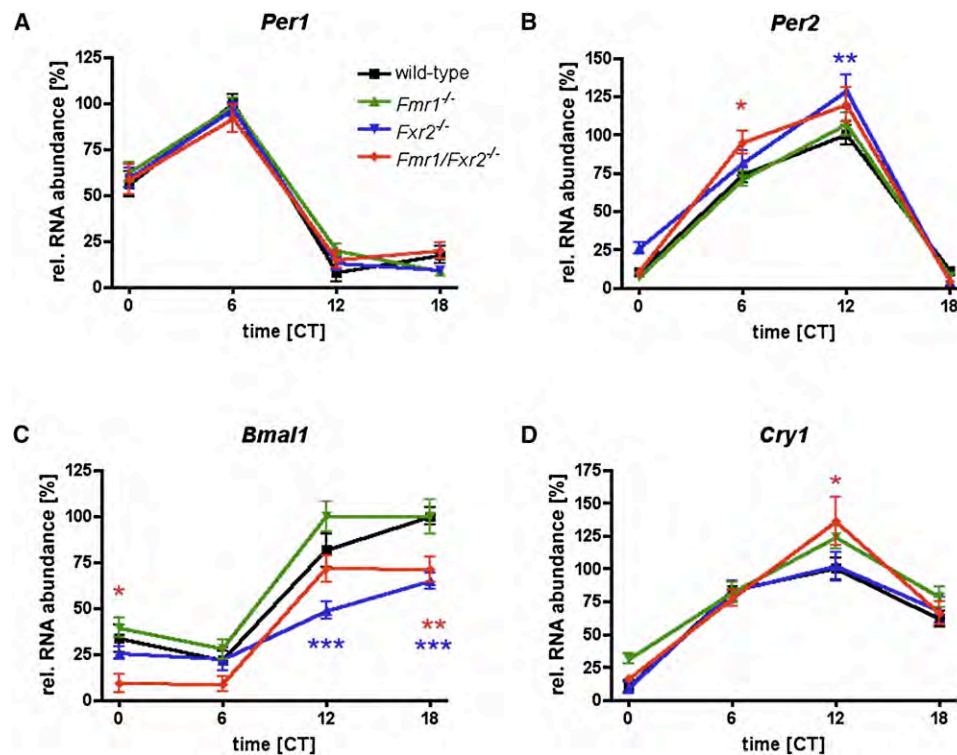 A
Per1
rel. RNA abundance [%]
125
100
75
50
25
0
0 6 12 18
time [CT]
wild-type
Fmr1-/-
Fxr2-/-
Fmr1/Fxr2-/-
B
Per2
rel. RNA abundance [%]
150
125
100
75
50
25
0
*
**
0 6 12 18
time [CT]
C
Bmal1
rel. RNA abundance [%]
125
100
75
50
25
0
*
***
**
***
0 6 12 18
time [CT]
D
Cry1
rel. RNA abundance [%]
175
150
125
100
75
50
25
0
*
0 6 12 18
time [CT]